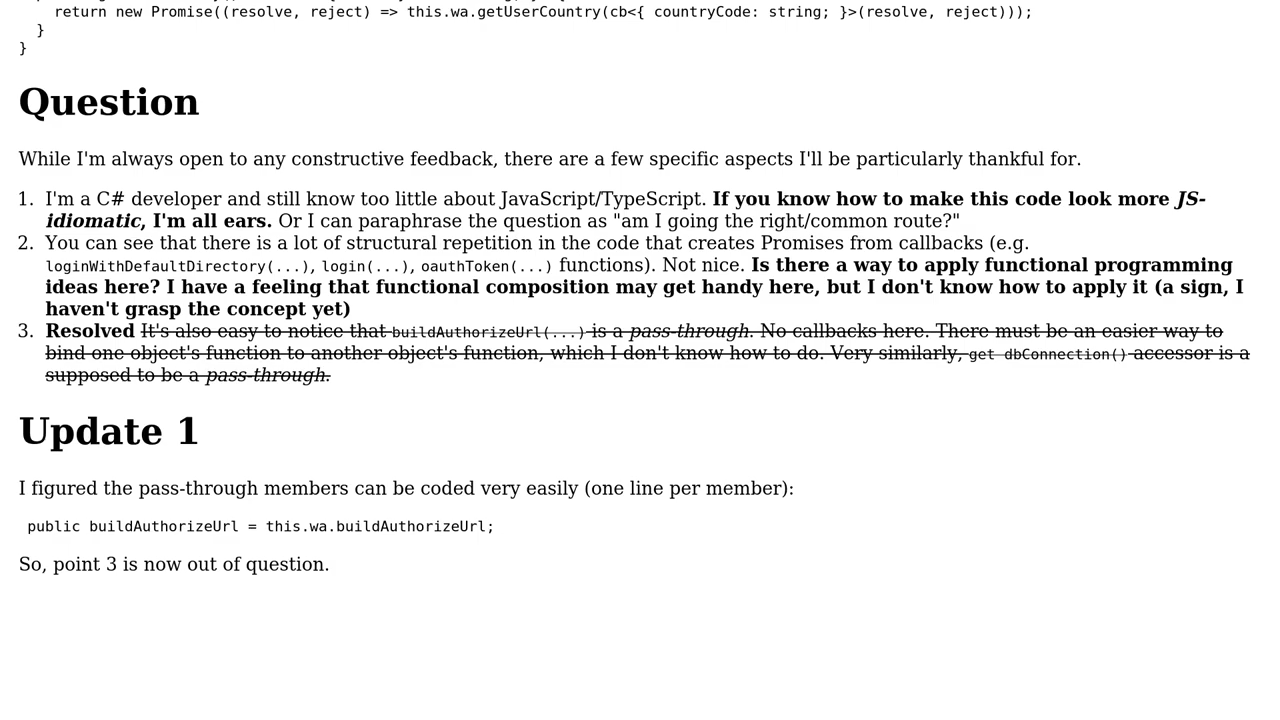 return new Promise((resolve, reject) => this.wa.getUserCountry(cb<{ countryCode: string; }>(resolve, reject)));
}
}
Question
While I'm always open to any constructive feedback, there are a few specific aspects I'll be particularly thankful for.
1. I'm a C# developer and still know too little about JavaScript/TypeScript. If you know how to make this code look more JS-
idiomatic, I'm all ears. Or I can paraphrase the question as "am I going the right/common route?"
2. You can see that there is a lot of structural repetition in the code that creates Promises from callbacks (e.g.
loginWithDefaultDirectory(...), login(...), oauthToken(...) functions). Not nice. Is there a way to apply functional programming
ideas here? I have a feeling that functional composition may get handy here, but I don't know how to apply it (a sign, I
haven't grasp the concept yet)
3. Resolved It's also easy to notice that buildAuthorizeUrl(...) is a pass-through. No callbacks here. There must be an easier way to
bind one object's function to another object's function, which I don't know how to do. Very similarly, get dbConnection() accessor is a
supposed to be a pass-through.
Update 1
I figured the pass-through members can be coded very easily (one line per member):
public buildAuthorizeUrl = this.wa.buildAuthorizeUrl;
So, point 3 is now out of question.